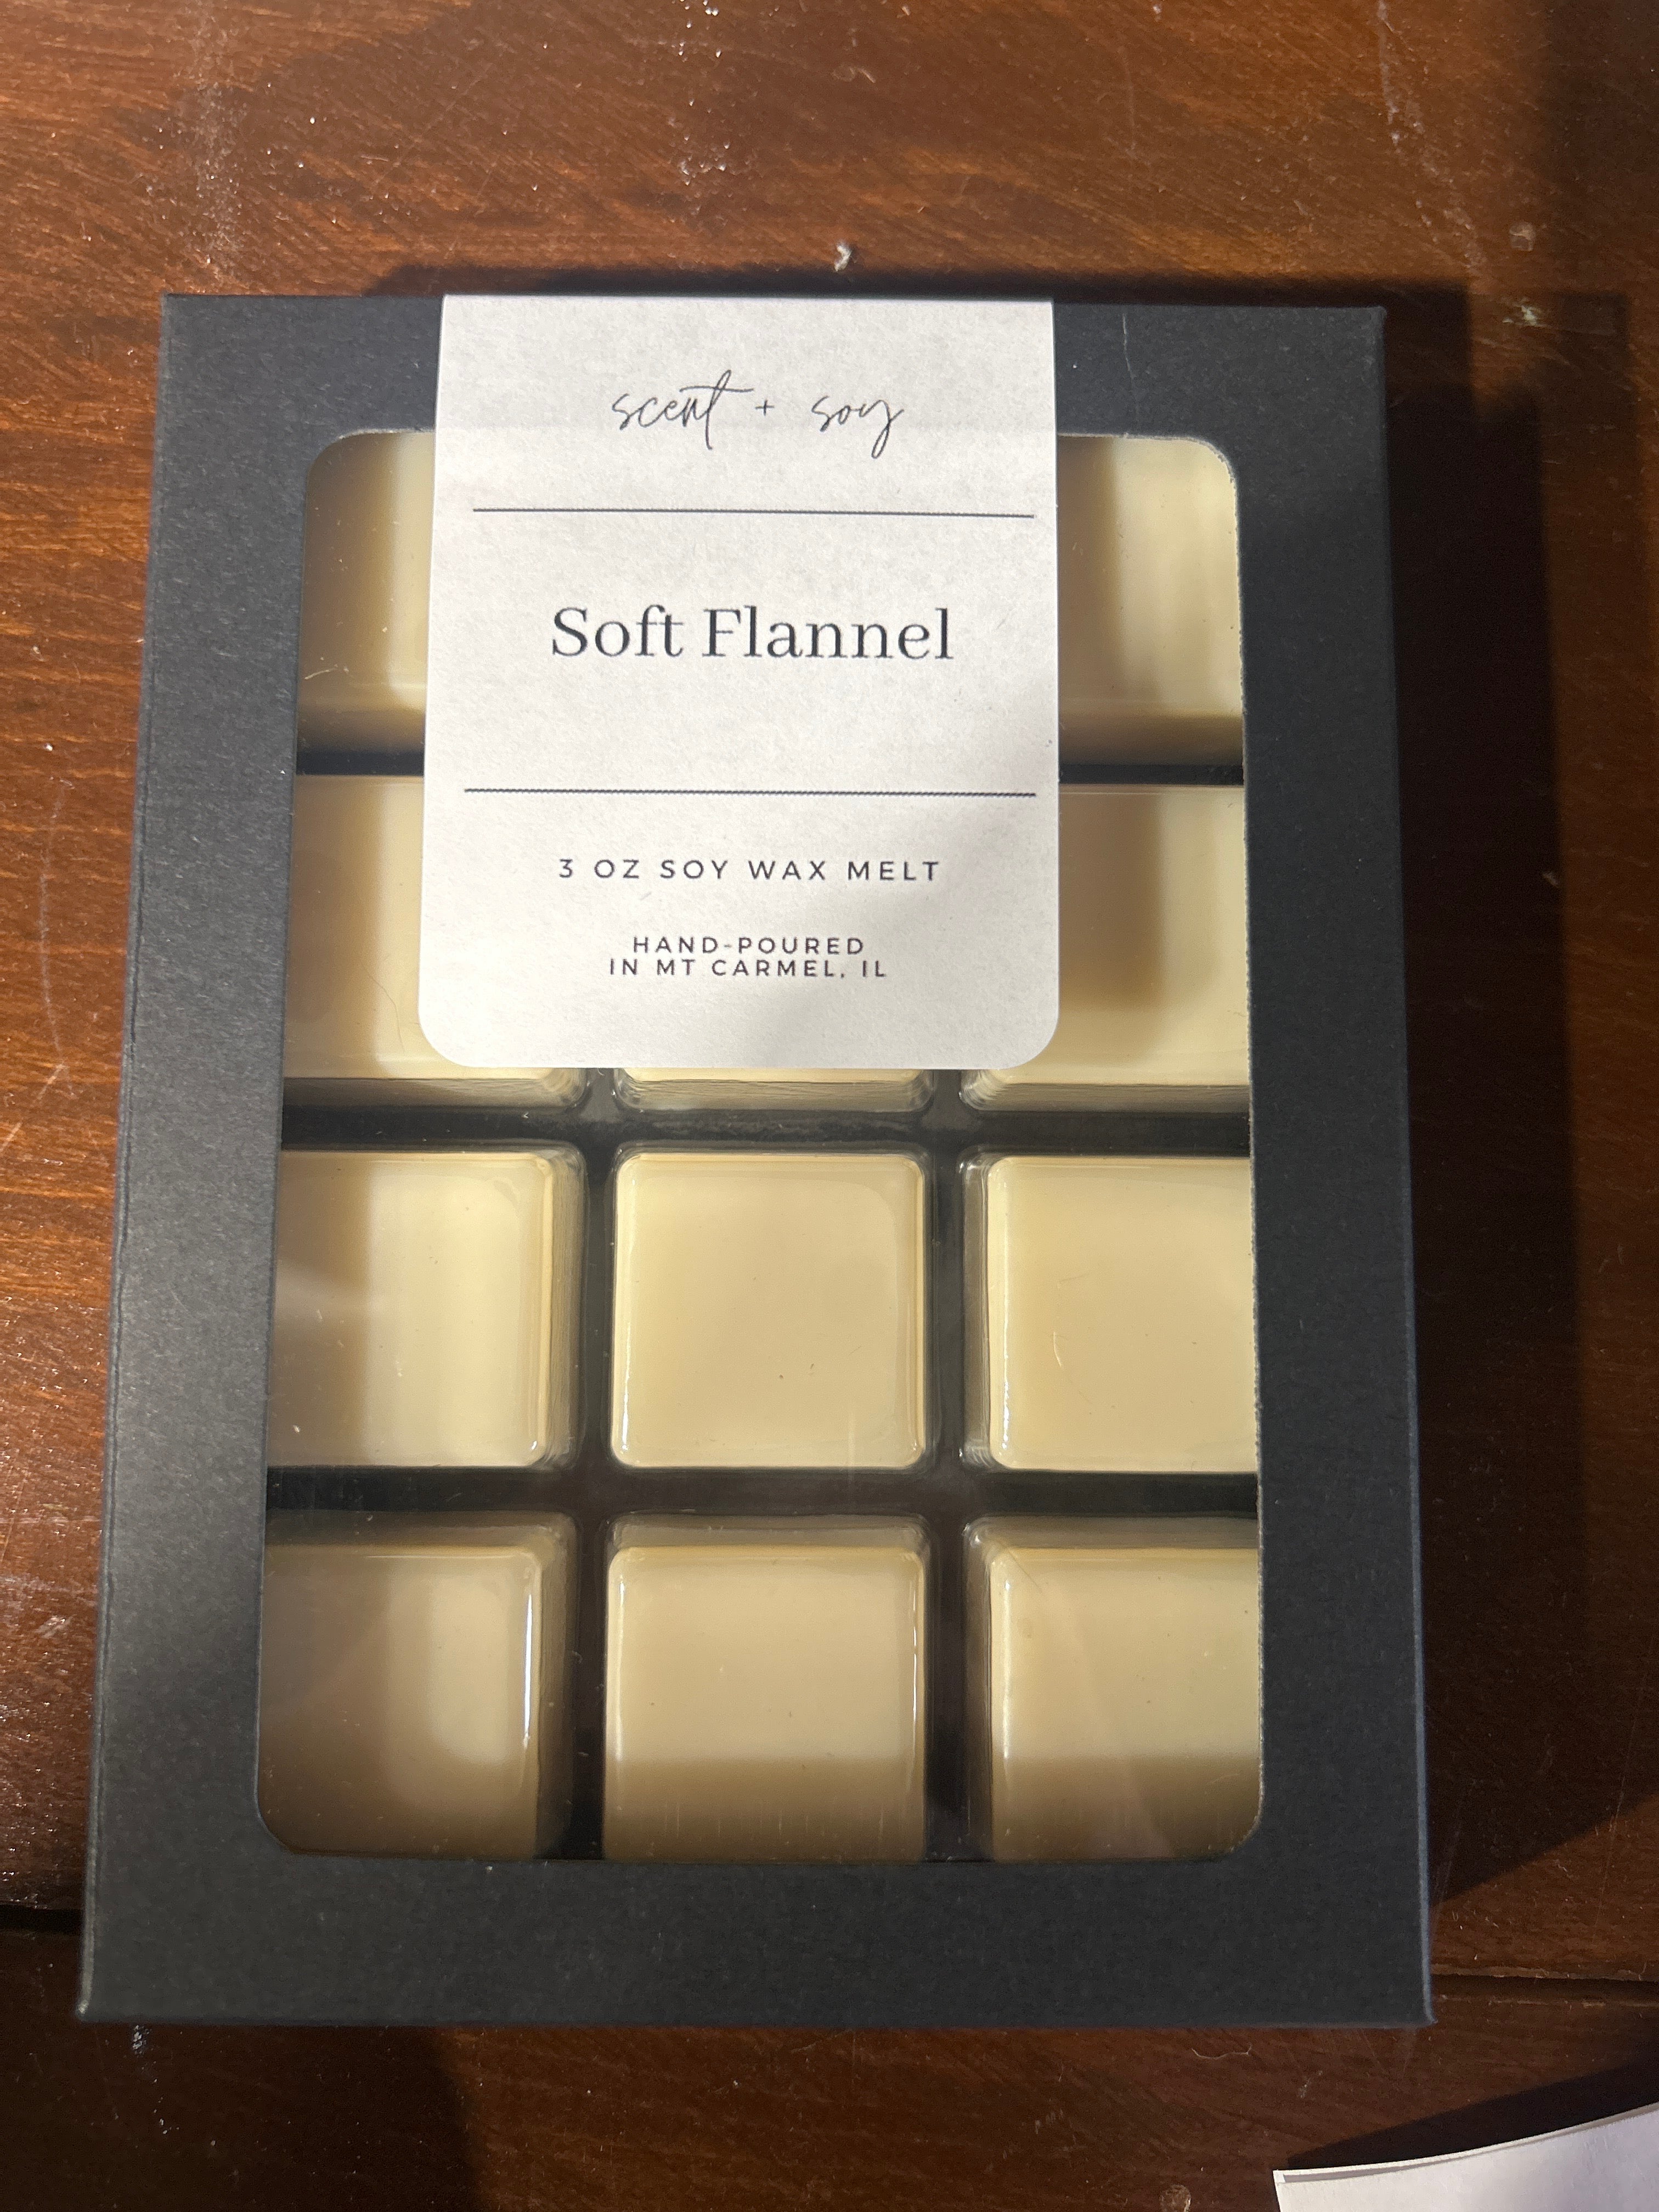 scent + soy
Soft Flannel
3 OZ SOY WAX MELT
HAND-POURED
IN MT CARMEL, IL